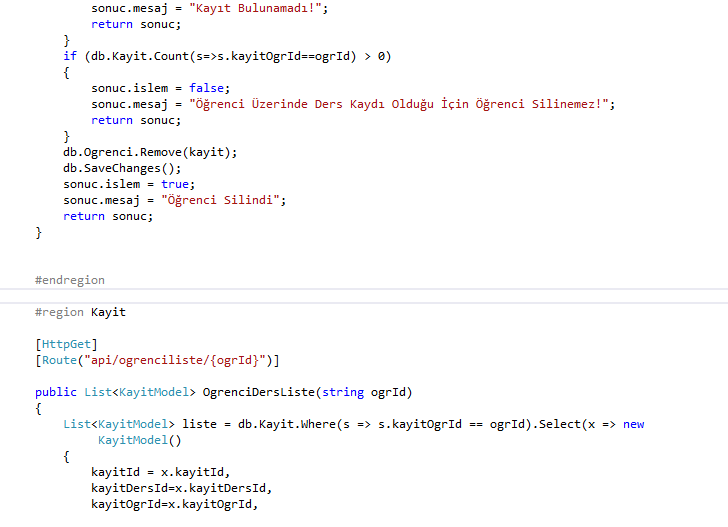 sonuc.mesaj = "Kayıt Bulunamadı!";
return sonuc;
}
if (db.Kayit.Count(s=>s.kayitOgrId==ogrId) > 0)
{
sonuc.islem = false;
sonuc.mesaj = "Öğrenci Üzerinde Ders Kaydı Olduğu İçin Öğrenci Silinemez!";
return sonuc;
}
db.Ogrenci.Remove(kayit);
db.SaveChanges();
sonuc.islem = true;
sonuc.mesaj = "Öğrenci Silindi";
return sonuc;
}
#endregion
#region Kayit
[HttpGet]
[Route("api/ogrenciliste/{ogrId}")]
public List<KayitModel> OgrenciDersListe(string ogrId)
{
List<KayitModel> liste = db.Kayit.Where(s => s.kayitOgrId == ogrId).Select(x => new
KayitModel()
{
kayitId = x.kayitId,
kayitDersId=x.kayitDersId,
kayitOgrId=x.kayitOgrId,